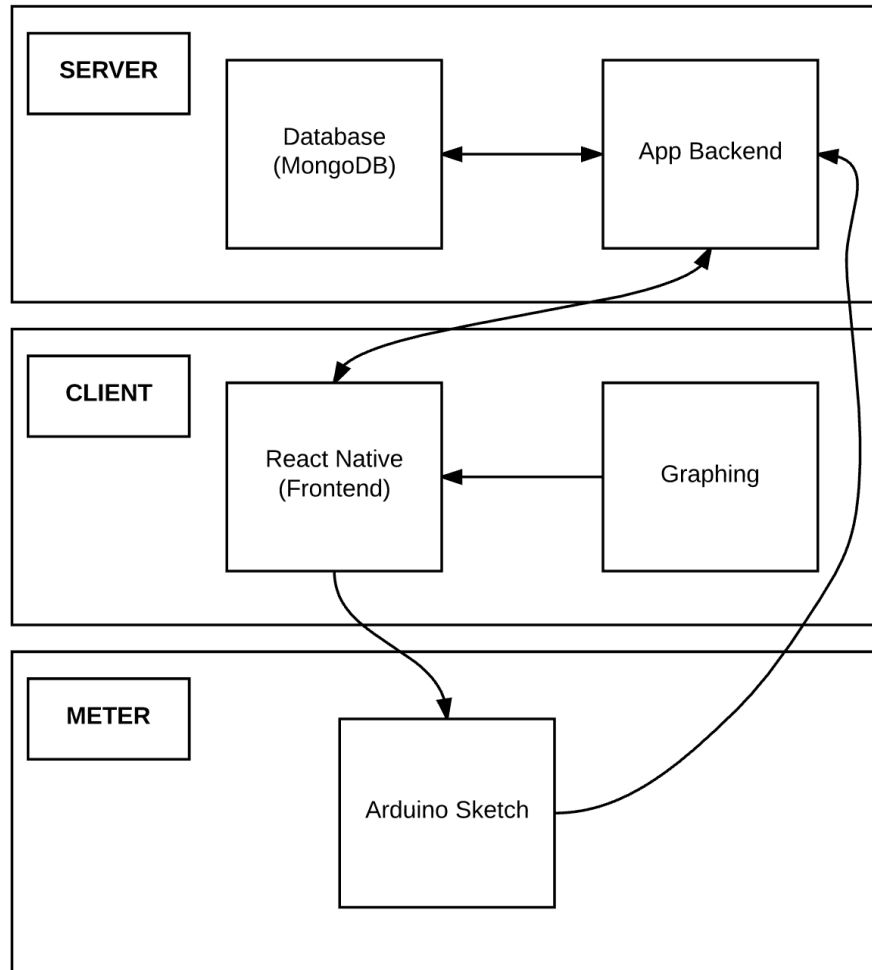 SERVER
Database
(MongoDB)
App Backend
CLIENT
React Native
(Frontend)
Graphing
METER
Arduino Sketch